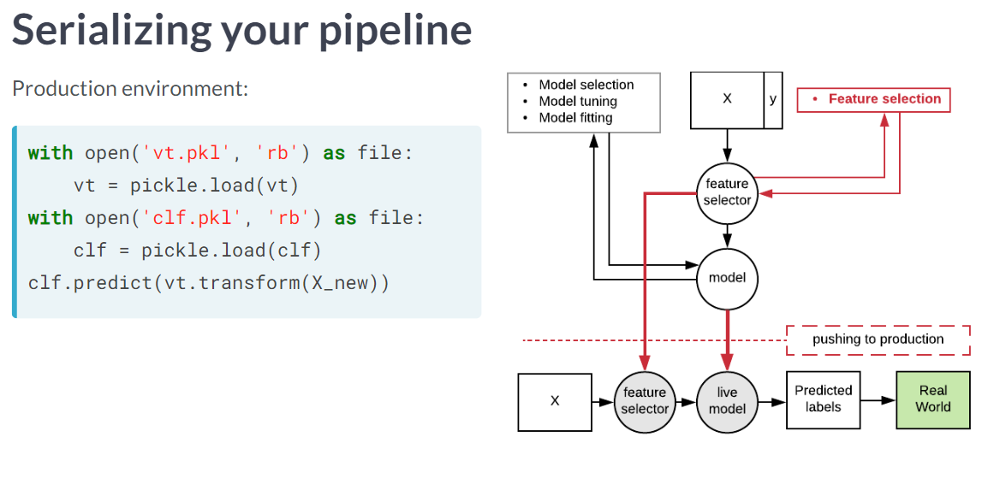 Serializing your pipeline
Production environment:
with open('vt.pkl', 'rb') as file:
    vt = pickle.load(vt)
with open('clf.pkl', 'rb') as file:
    clf = pickle.load(clf)
clf.predict(vt.transform(X_new))
• Model selection
• Model tuning
• Model fitting
X
y
• Feature selection
feature
selector
model
pushing to production
X
feature
selector
live
model
Predicted
labels
Real
World